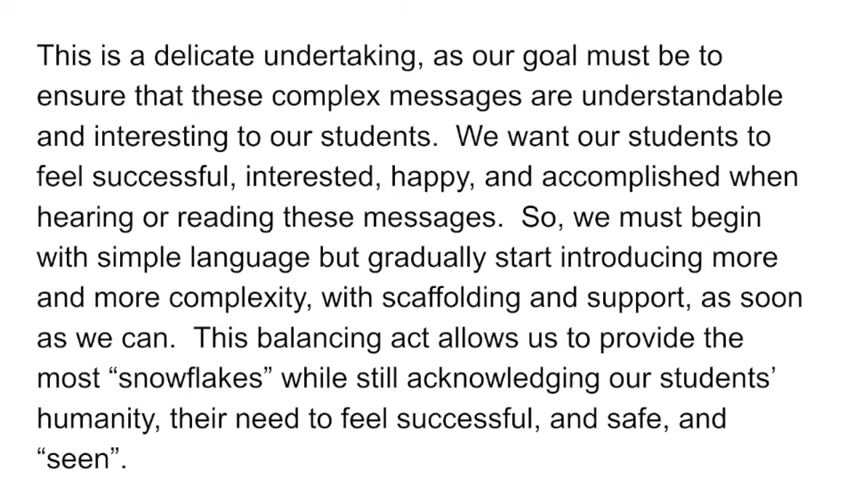 This is a delicate undertaking, as our goal must be to
ensure that these complex messages are understandable
and interesting to our students.  We want our students to
feel successful, interested, happy, and accomplished when
hearing or reading these messages.  So, we must begin
with simple language but gradually start introducing more
and more complexity, with scaffolding and support, as soon
as we can.  This balancing act allows us to provide the
most “snowflakes” while still acknowledging our students’
humanity, their need to feel successful, and safe, and
“seen”.